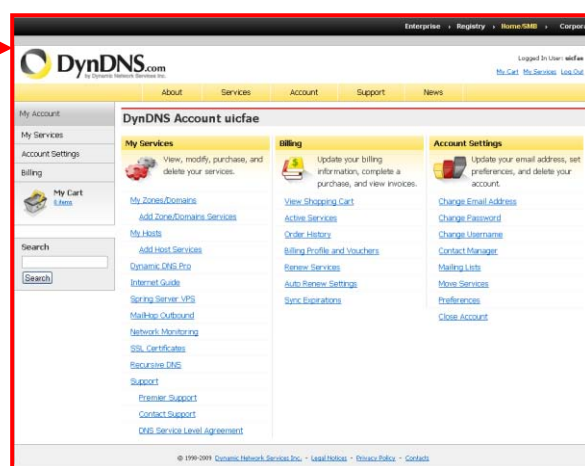 Enterprise › Registry › Home/SMB › Corpora
DynDNS.com
by Dynamic Network Services Inc.
Logged In User: uicfae
My Cart My Services Log Out
About Services Account Support News
My Account
My Services
Account Settings
Billing
My Cart
0 items
Search
Search
DynDNS Account uicfae
My Services
View, modify, purchase, and
delete your services.
My Zones/Domains
Add Zone/Domains Services
My Hosts
Add Host Services
Dynamic DNS Pro
Internet Guide
Spring Server VPS
MailHop Outbound
Network Monitoring
SSL Certificates
Recursive DNS
Support
Premier Support
Contact Support
DNS Service Level Agreement
Billing
Update your billing
information, complete a
purchase, and view invoices.
View Shopping Cart
Active Services
Order History
Billing Profile and Vouchers
Renew Services
Auto Renew Settings
Sync Expirations
Account Settings
Update your email address, set
preferences, and delete your
account.
Change Email Address
Change Password
Change Username
Contact Manager
Mailing Lists
Move Services
Preferences
Close Account
© 1998-2009 Dynamic Network Services Inc. - Legal Notices - Privacy Policy - Contacts